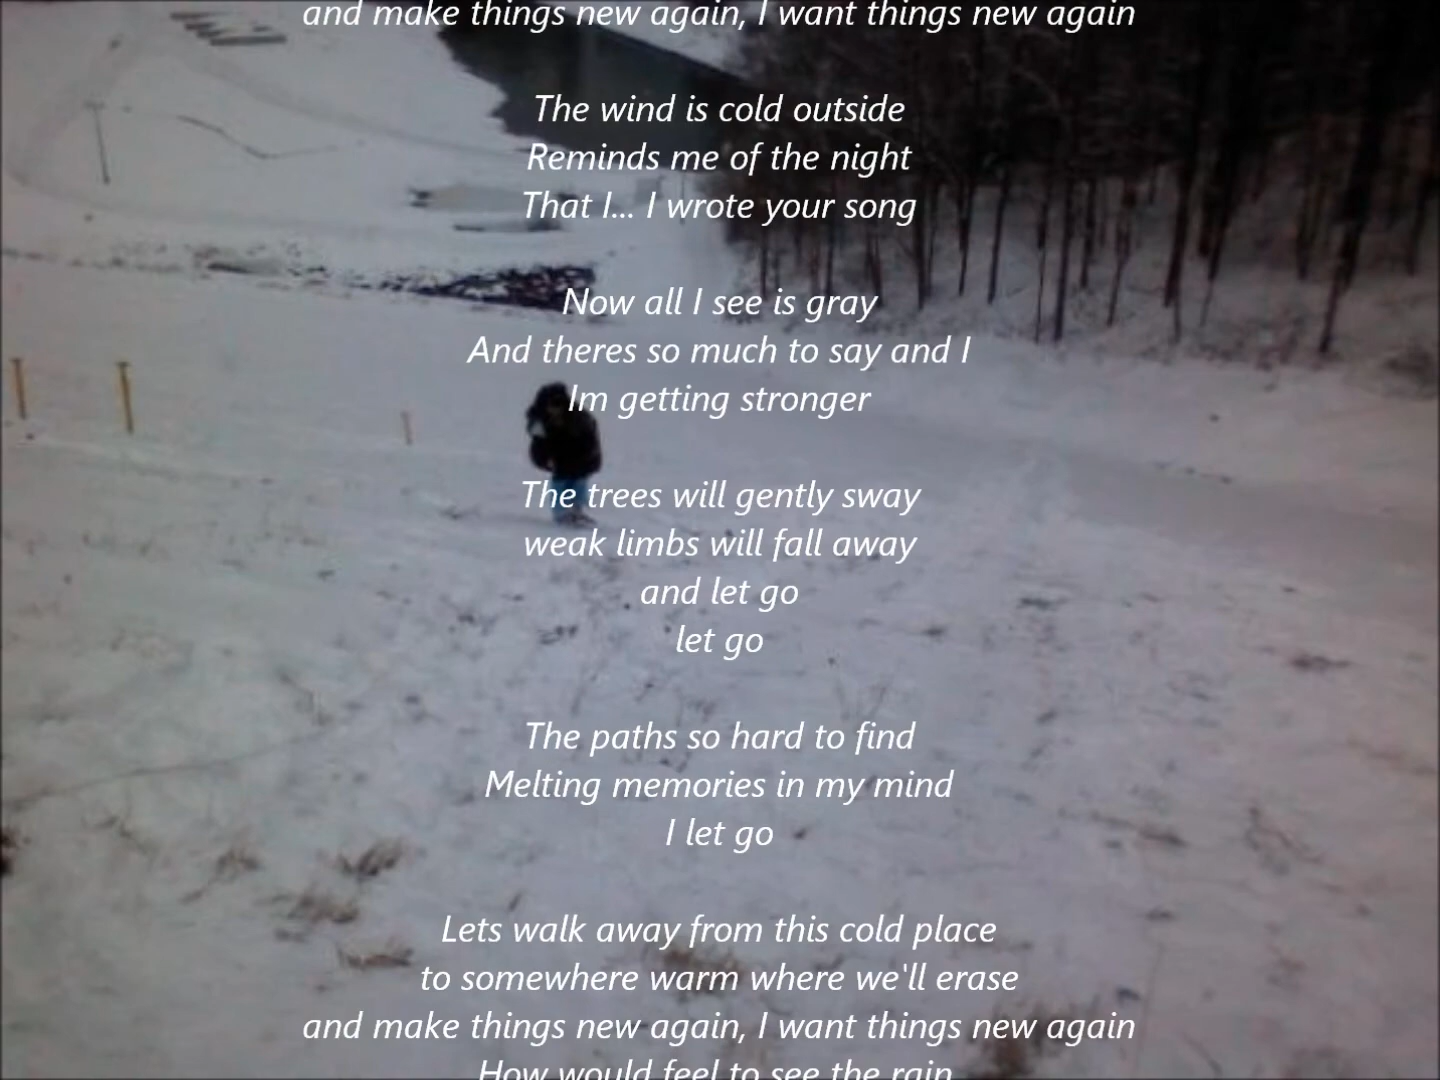 and make things new again, I want things new again
The wind is cold outside
Reminds me of the night
That I... I wrote your song
Now all I see is gray
And theres so much to say and I
Im getting stronger
The trees will gently sway
weak limbs will fall away
and let go
let go
The paths so hard to find
Melting memories in my mind
I let go
Lets walk away from this cold place
to somewhere warm where we'll erase
and make things new again, I want things new again
How would feel to see the rain